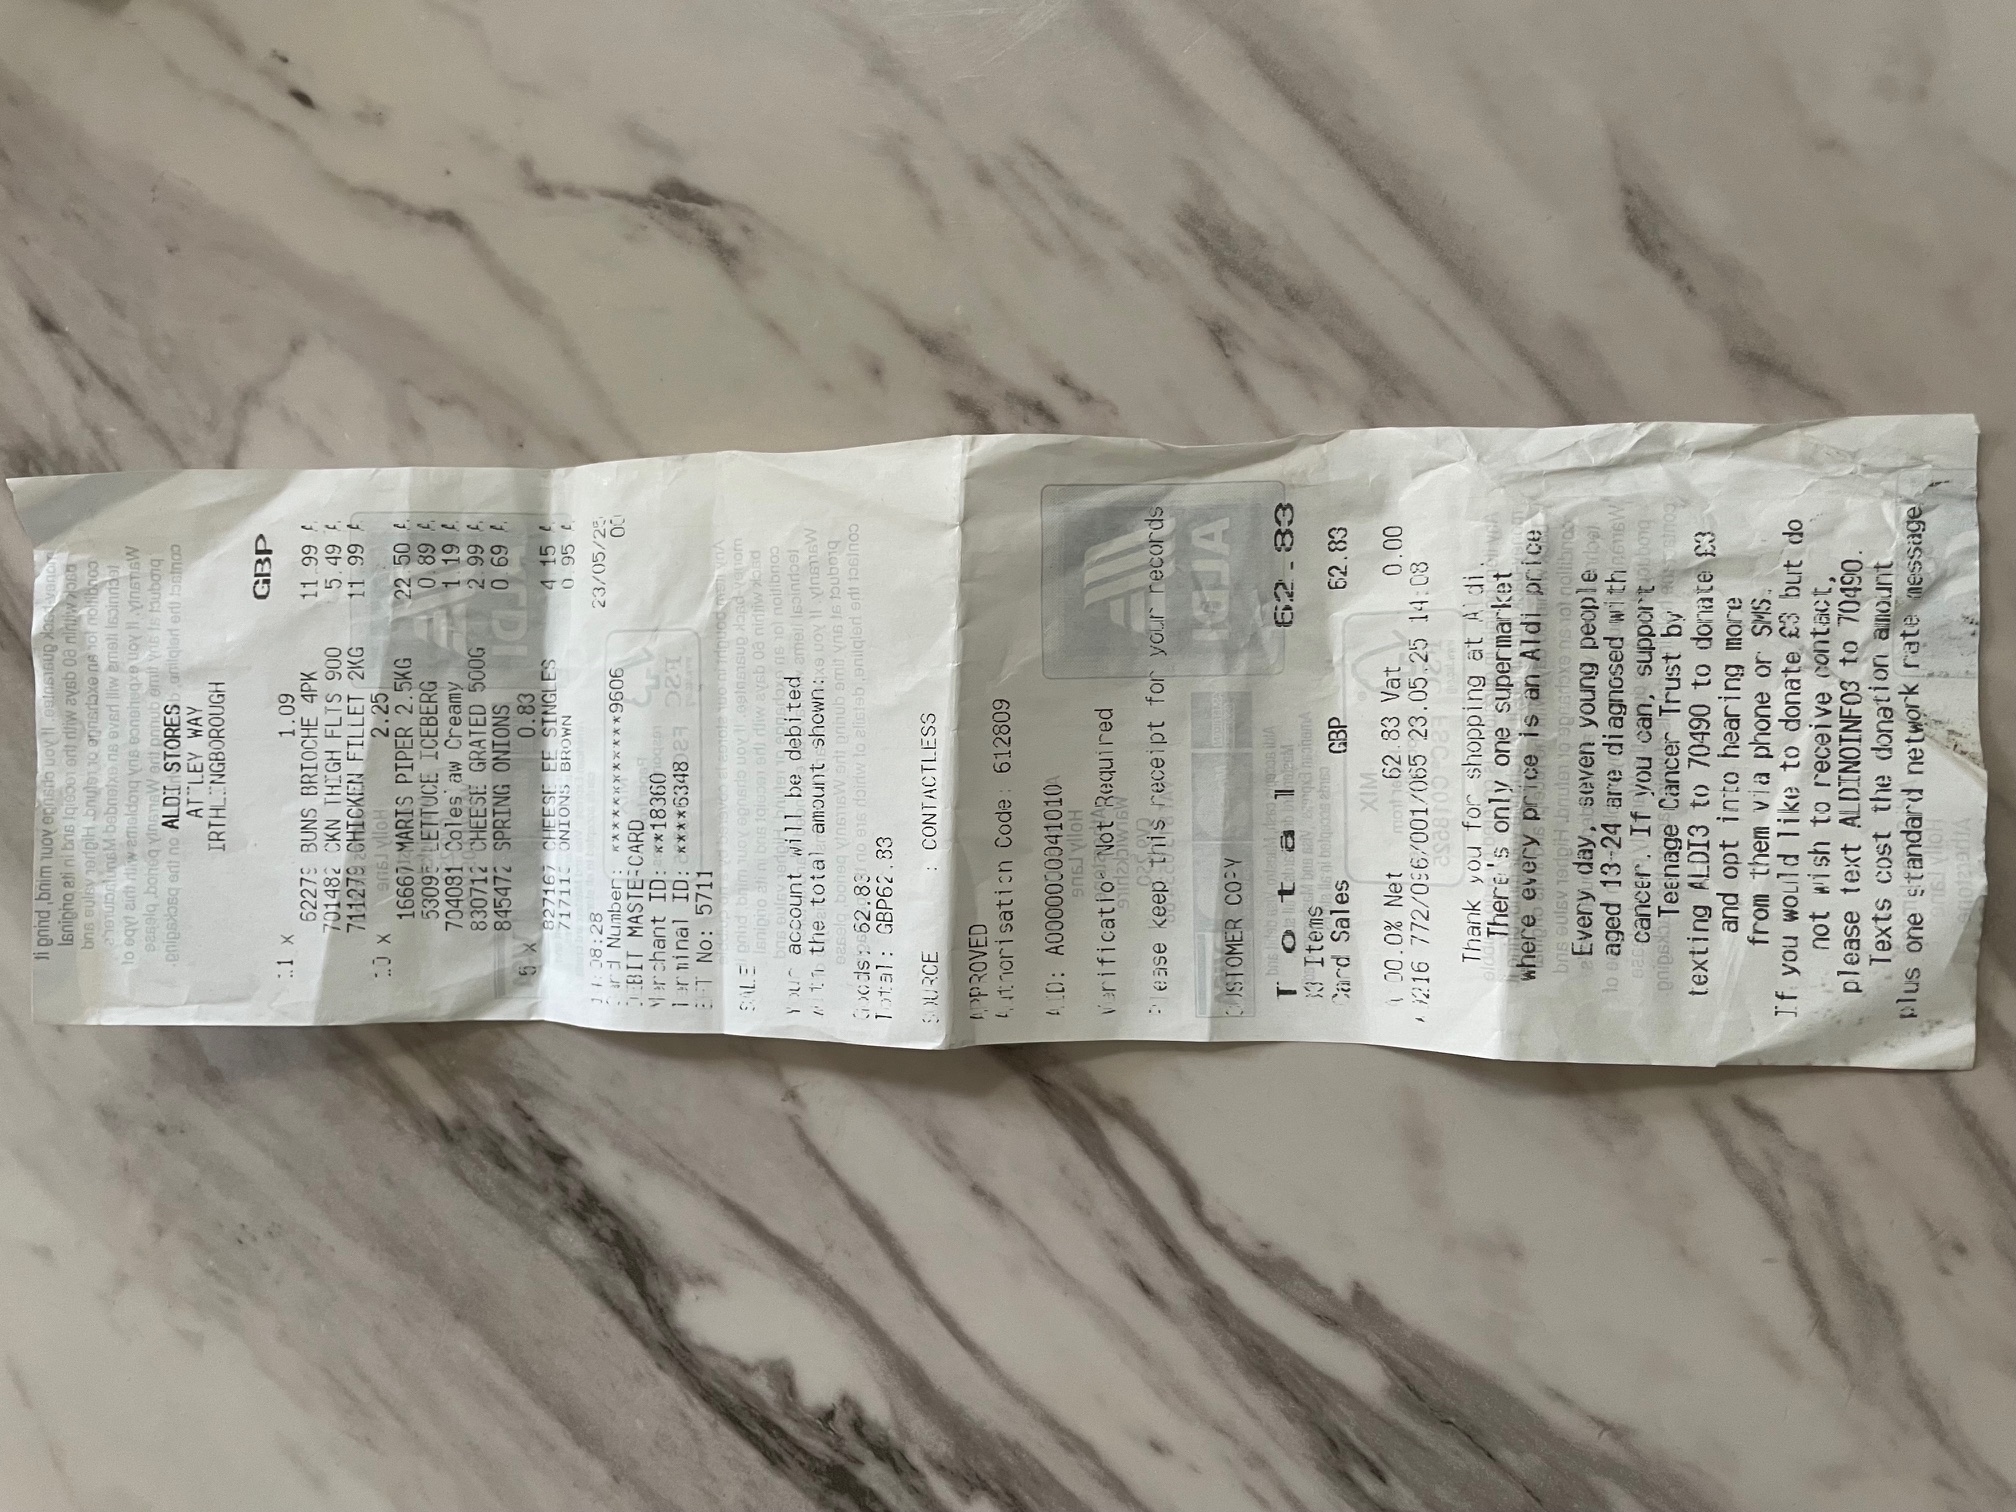 ALDI STORES
ATTLEY WAY
IRTHLINGBOROUGH
GBP
11 x 1.09
62279 BUNS BRIOCHE 4PK 11.99 A
701482 CKN THIGH FLTS 900 5.49 A
711279 CHICKEN FILLET 2KG 11.99 A
10 x 2.25
16667 MARIS PIPER 2.5KG 22.50 A
53095 LETTUCE ICEBERG 0.89 A
704081 Coleslaw Creamy 1.19 A
830712 CHEESE GRATED 500G 2.99 A
845472 SPRING ONIONS 0.69 A
5 x 0.83
827167 CHEESE EE SINGLES 4.15 A
ONIONS BROWN 0.95 A
14:08:28 23/05/25
Card Number: ************9606 00
DEBIT MASTERCARD
Merchant ID: **18360
Terminal ID: ****6348
EFT No: 5711
SALE
Your account will be debited
with the total amount shown:
Goods: 62.83
Total: GBP62.83
SOURCE : CONTACTLESS
APPROVED
Authorisation Code: 612809
AID: A0000000041010
Verification Not Required
Please keep this receipt for your records
CUSTOMER COPY
Total 62.83
33 Items
Card Sales GBP 62.83
A 00.0% Net 62.83 Vat 0.00
772/096/001/065 23.05.25 14:08
Thank you for shopping at Aldi.
There's only one supermarket
where every price is an Aldi price
Every day, seven young people
aged 13-24 are diagnosed with
cancer. If you can, support
Teenage Cancer Trust by
texting ALDI3 to 70490 to donate £3
and opt into hearing more
from them via phone or SMS.
If you would like to donate £3 but do
not wish to receive contact,
please text ALDINOINFO3 to 70490.
Texts cost the donation amount
plus one standard network rate message